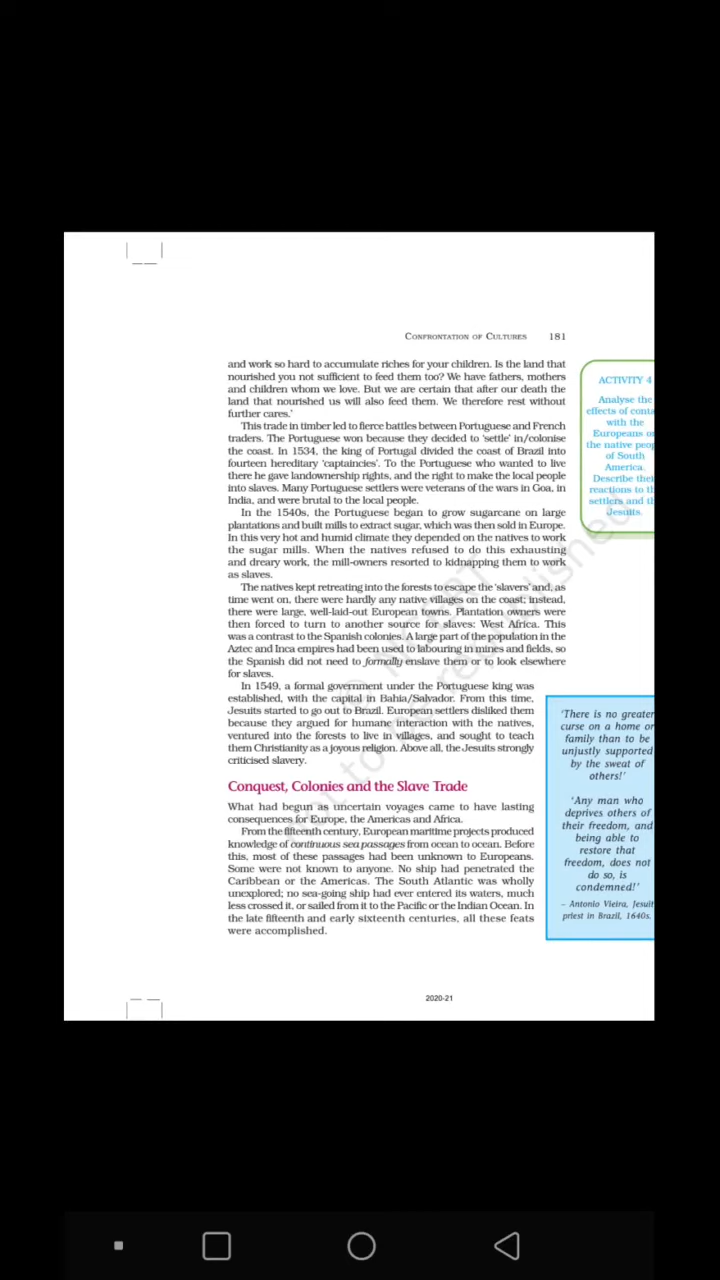 CONFRONTATION OF CULTURES 181
and work so hard to accumulate riches for your children. Is the land that
nourished you not sufficient to feed them too? We have fathers, mothers
and children whom we love. But we are certain that after our death the
land that nourished us will also feed them. We therefore rest without
further cares.'
This trade in timber led to fierce battles between Portuguese and French
traders. The Portuguese won because they decided to 'settle' in/colonise
the coast. In 1534, the king of Portugal divided the coast of Brazil into
fourteen hereditary 'captaincies'. To the Portuguese who wanted to live
there he gave landownership rights, and the right to make the local people
into slaves. Many Portuguese settlers were veterans of the wars in Goa, in
India, and were brutal to the local people.
In the 1540s, the Portuguese began to grow sugarcane on large
plantations and built mills to extract sugar, which was then sold in Europe.
In this very hot and humid climate they depended on the natives to work
the sugar mills. When the natives refused to do this exhausting
and dreary work, the mill-owners resorted to kidnapping them to work
as slaves.
The natives kept retreating into the forests to escape the 'slavers' and, as
time went on, there were hardly any native villages on the coast; instead,
there were large, well-laid-out European towns. Plantation owners were
then forced to turn to another source for slaves: West Africa. This
was a contrast to the Spanish colonies. A large part of the population in the
Aztec and Inca empires had been used to labouring in mines and fields, so
the Spanish did not need to formally enslave them or to look elsewhere
for slaves.
In 1549, a formal government under the Portuguese king was
established, with the capital in Bahia/Salvador. From this time,
Jesuits started to go out to Brazil. European settlers disliked them
because they argued for humane interaction with the natives,
ventured into the forests to live in villages, and sought to teach
them Christianity as a joyous religion. Above all, the Jesuits strongly
criticised slavery.
Conquest, Colonies and the Slave Trade
What had begun as uncertain voyages came to have lasting
consequences for Europe, the Americas and Africa.
From the fifteenth century, European maritime projects produced
knowledge of continuous sea passages from ocean to ocean. Before
this, most of these passages had been unknown to Europeans.
Some were not known to anyone. No ship had penetrated the
Caribbean or the Americas. The South Atlantic was wholly
unexplored; no sea-going ship had ever entered its waters, much
less crossed it, or sailed from it to the Pacific or the Indian Ocean. In
the late fifteenth and early sixteenth centuries, all these feats
were accomplished.
ACTIVITY 4
Analyse the
effects of conta
with the
Europeans o
the native peop
of South
America.
Describe thei
reactions to th
settlers and th
Jesuits.
'There is no greater
curse on a home or
family than to be
unjustly supported
by the sweat of
others!'
'Any man who
deprives others of
their freedom, and
being able to
restore that
freedom, does not
do so, is
condemned!'
– Antonio Vieira, Jesuit
priest in Brazil, 1640s.
2020-21
not to be republished